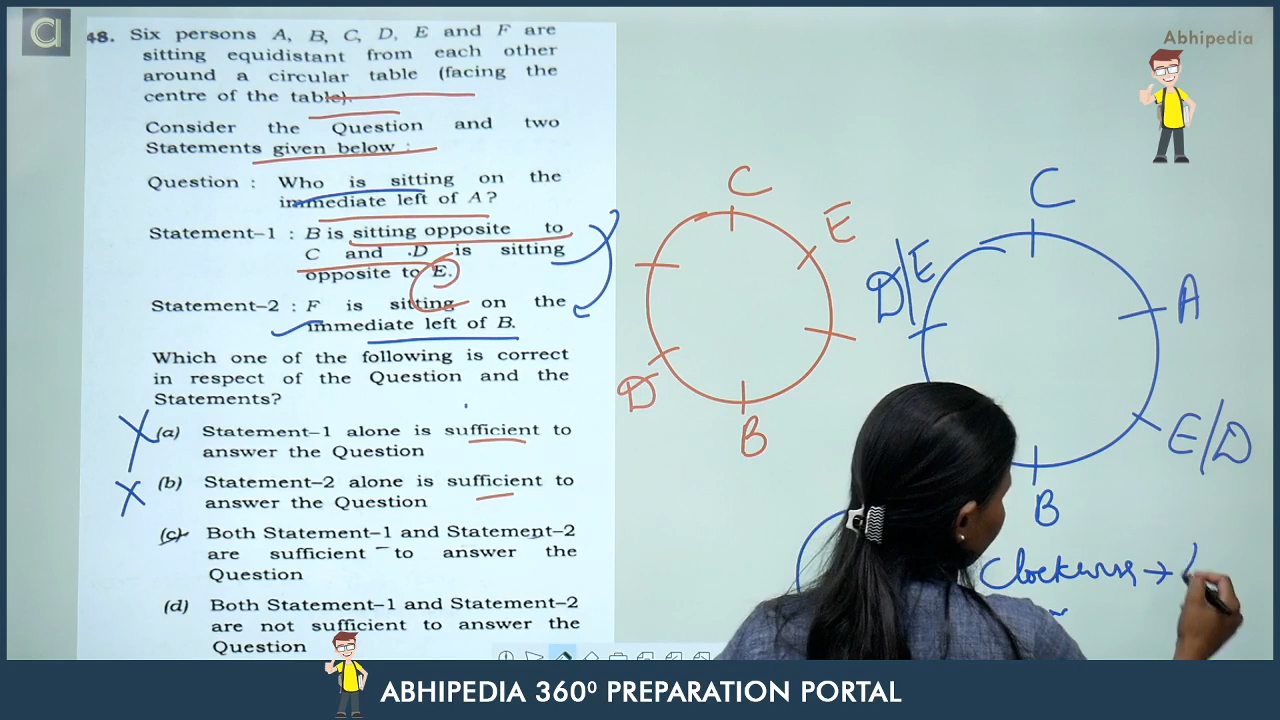 Abhipedia
48. Six persons A, B, C, D, E and F are
sitting equidistant from each other
around a circular table (facing the
centre of the table).
Consider the Question and two
Statements given below :
Question : Who is sitting on the
immediate left of A?
Statement–1 : B is sitting opposite to
C and .D is sitting
opposite to E.
Statement–2 : F is sitting on the
immediate left of B.
Which one of the following is correct
in respect of the Question and the
Statements?
(a) Statement–1 alone is sufficient to
answer the Question
(b) Statement–2 alone is sufficient to
answer the Question
(c) Both Statement–1 and Statement–2
are sufficient to answer the
Question
(d) Both Statement–1 and Statement–2
are not sufficient to answer the
Question
C
E
D
B
C
D/E
A
E/D
B
Clockwise →
ABHIPEDIA 360⁰ PREPARATION PORTAL